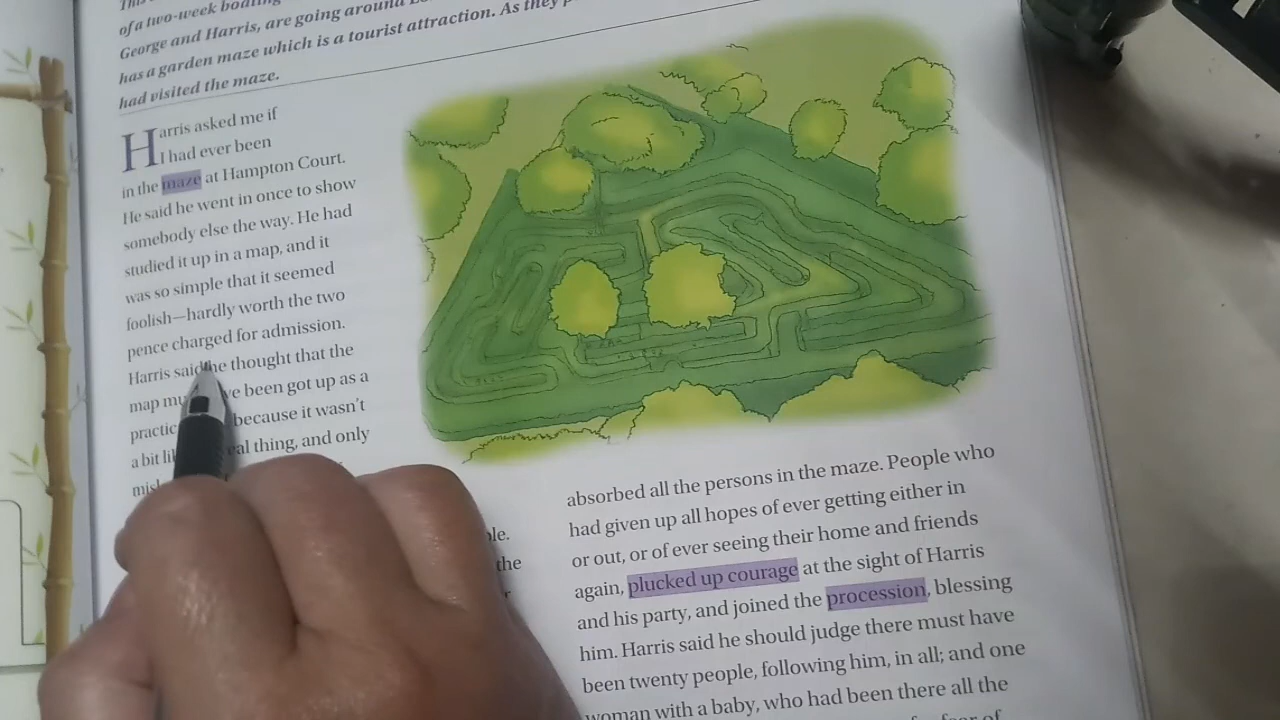 of a two-week boating
George and Harris, are going around
has a garden maze which is a tourist attraction. As they
had visited the maze.
Harris asked me if
I had ever been
in the maze at Hampton Court.
He said he went in once to show
somebody else the way. He had
studied it up in a map, and it
was so simple that it seemed
foolish—hardly worth the two
pence charged for admission.
Harris said he thought that the
map been got up as a
because it wasn't
a bit thing, and only
the
absorbed all the persons in the maze. People who
had given up all hopes of ever getting either in
or out, or of ever seeing their home and friends
again, plucked up courage at the sight of Harris
and his party, and joined the procession, blessing
him. Harris said he should judge there must have
been twenty people, following him, in all; and one
woman with a baby, who had been there all the